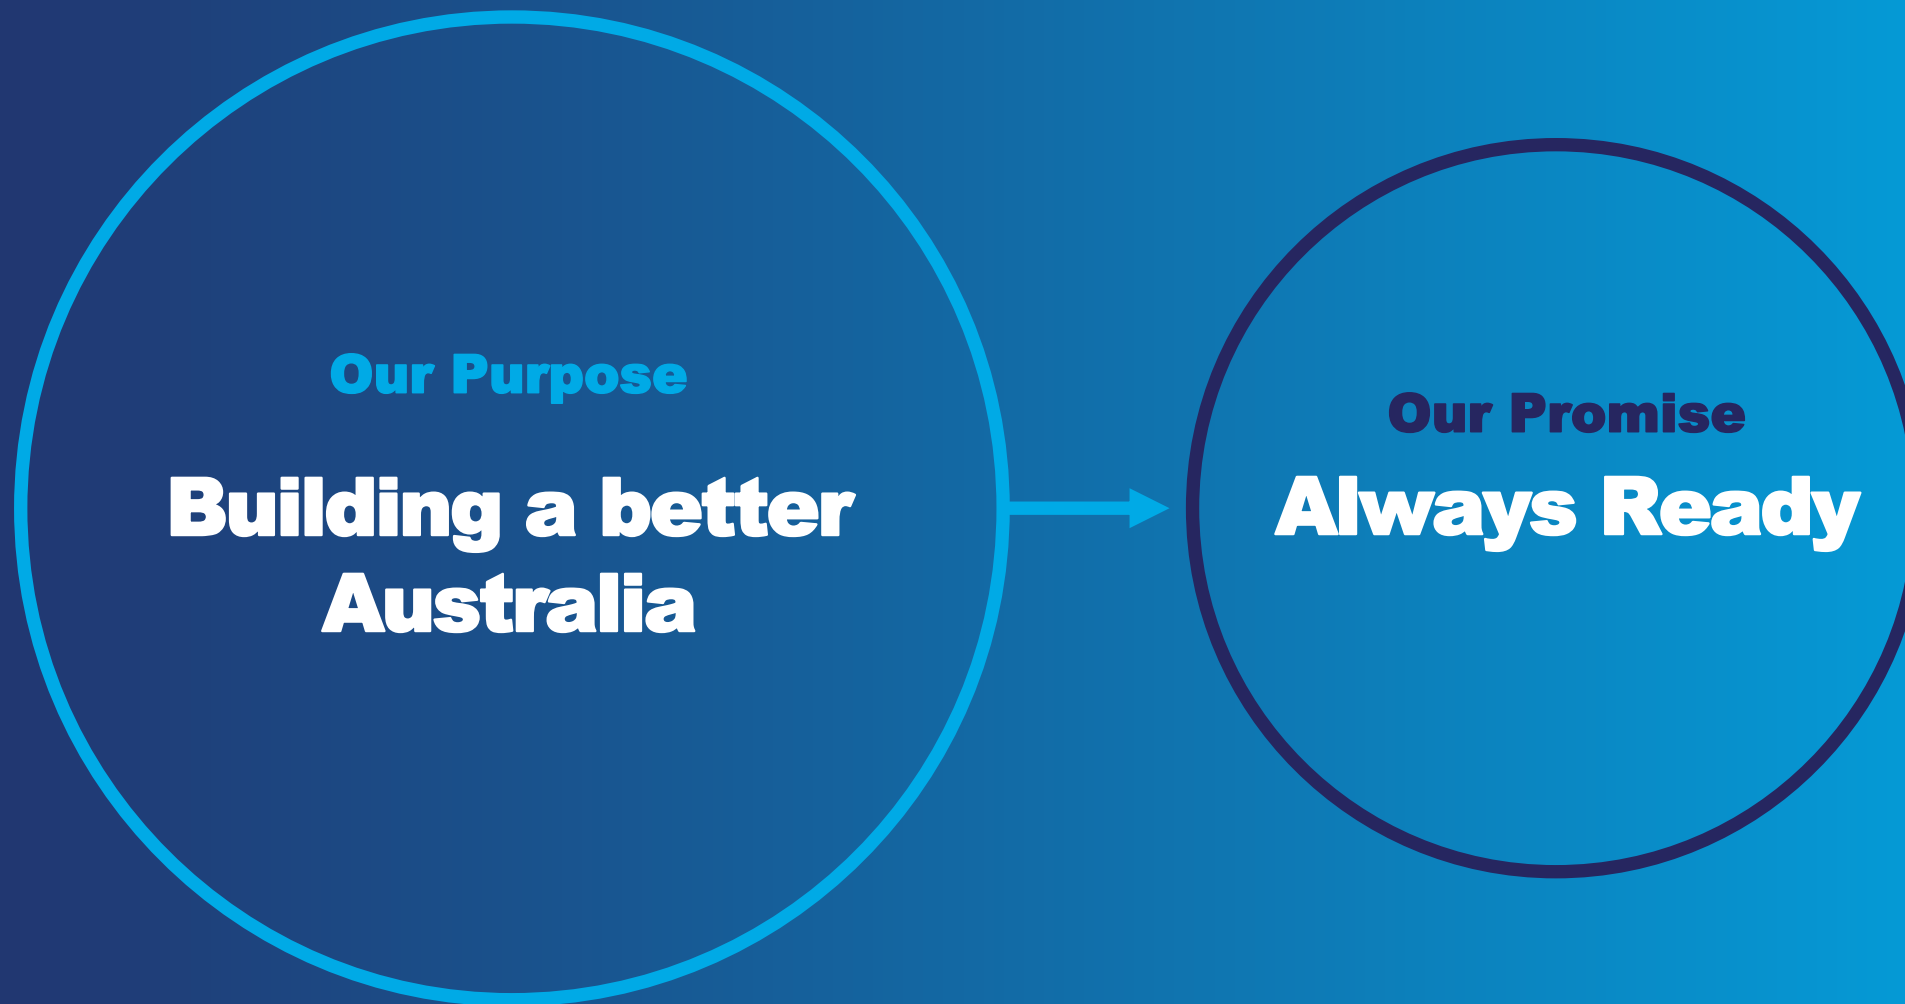 Our Purpose
Building a better
Australia
Our Promise
Always Ready